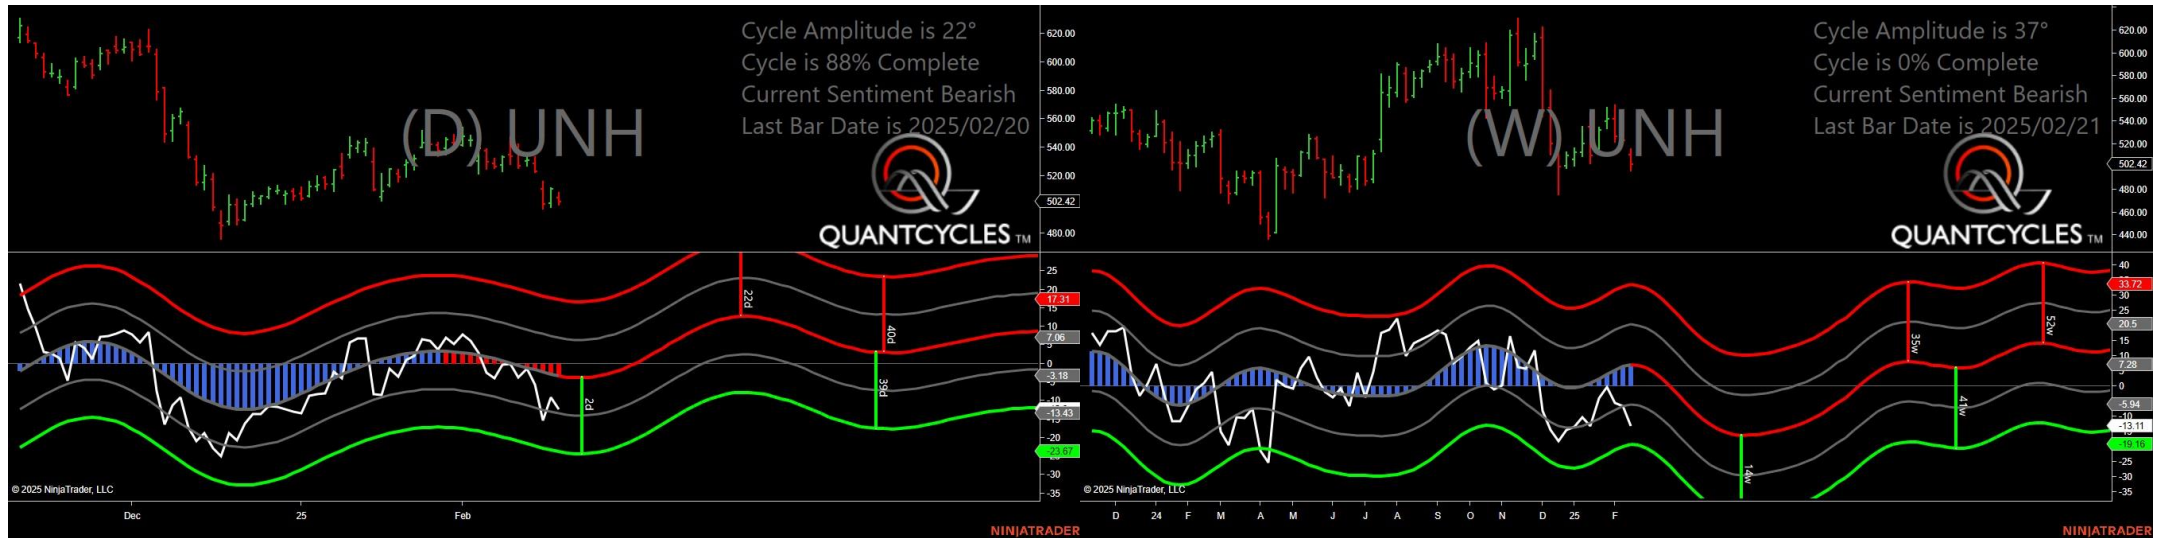 Cycle Amplitude is 22°
Cycle is 88% Complete
Current Sentiment Bearish
Last Bar Date is 2025/02/20
(D) UNH
QUANTCYCLES TM
620.00
600.00
580.00
560.00
540.00
520.00
502.42
480.00
25
20
17.31
15
10
7.06
5
0
-3.18
-10
-13.43
-15
-20
-23.67
-30
-35
22d
40d
39d
2d
© 2025 NinjaTrader, LLC
Dec
25
Feb
NINJATRADER
Cycle Amplitude is 37°
Cycle is 0% Complete
Current Sentiment Bearish
Last Bar Date is 2025/02/21
(W) UNH
QUANTCYCLES TM
620.00
600.00
580.00
560.00
540.00
520.00
502.42
480.00
460.00
440.00
40
33.72
30
25
20.5
15
10
7.28
0
-5.94
-10
-13.11
-19.16
-25
-30
-35
35w
52w
41w
14w
© 2025 NinjaTrader, LLC
D
24
F
M
A
M
J
J
A
S
O
N
D
25
F
NINJATRADER